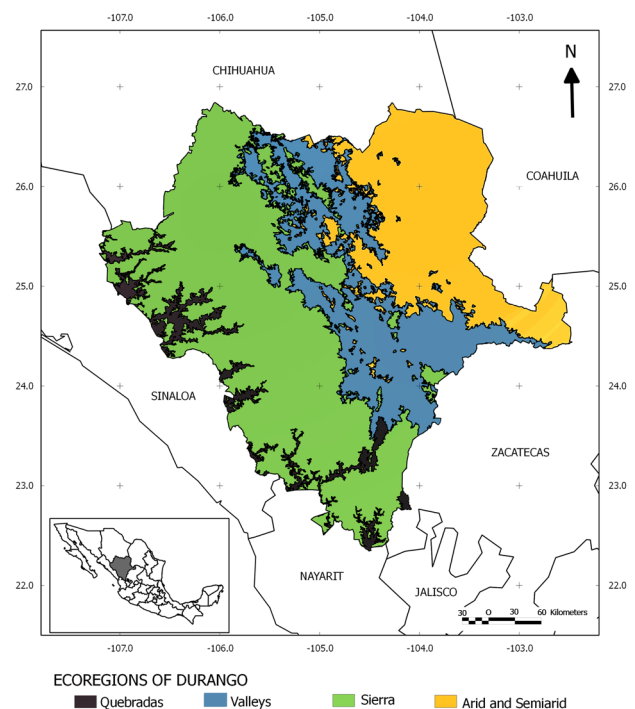 -107.0 -106.0 -105.0 -104.0 -103.0
N
CHIHUAHUA
27.0 27.0
COAHUILA
26.0 26.0
25.0 25.0
24.0 24.0
SINALOA
ZACATECAS
23.0 23.0
NAYARIT
JALISCO
22.0 22.0
30 0 30 60 Kilometers
-107.0 -106.0 -105.0 -104.0 -103.0
ECOREGIONS OF DURANGO
Quebradas Valleys Sierra Arid and Semiarid